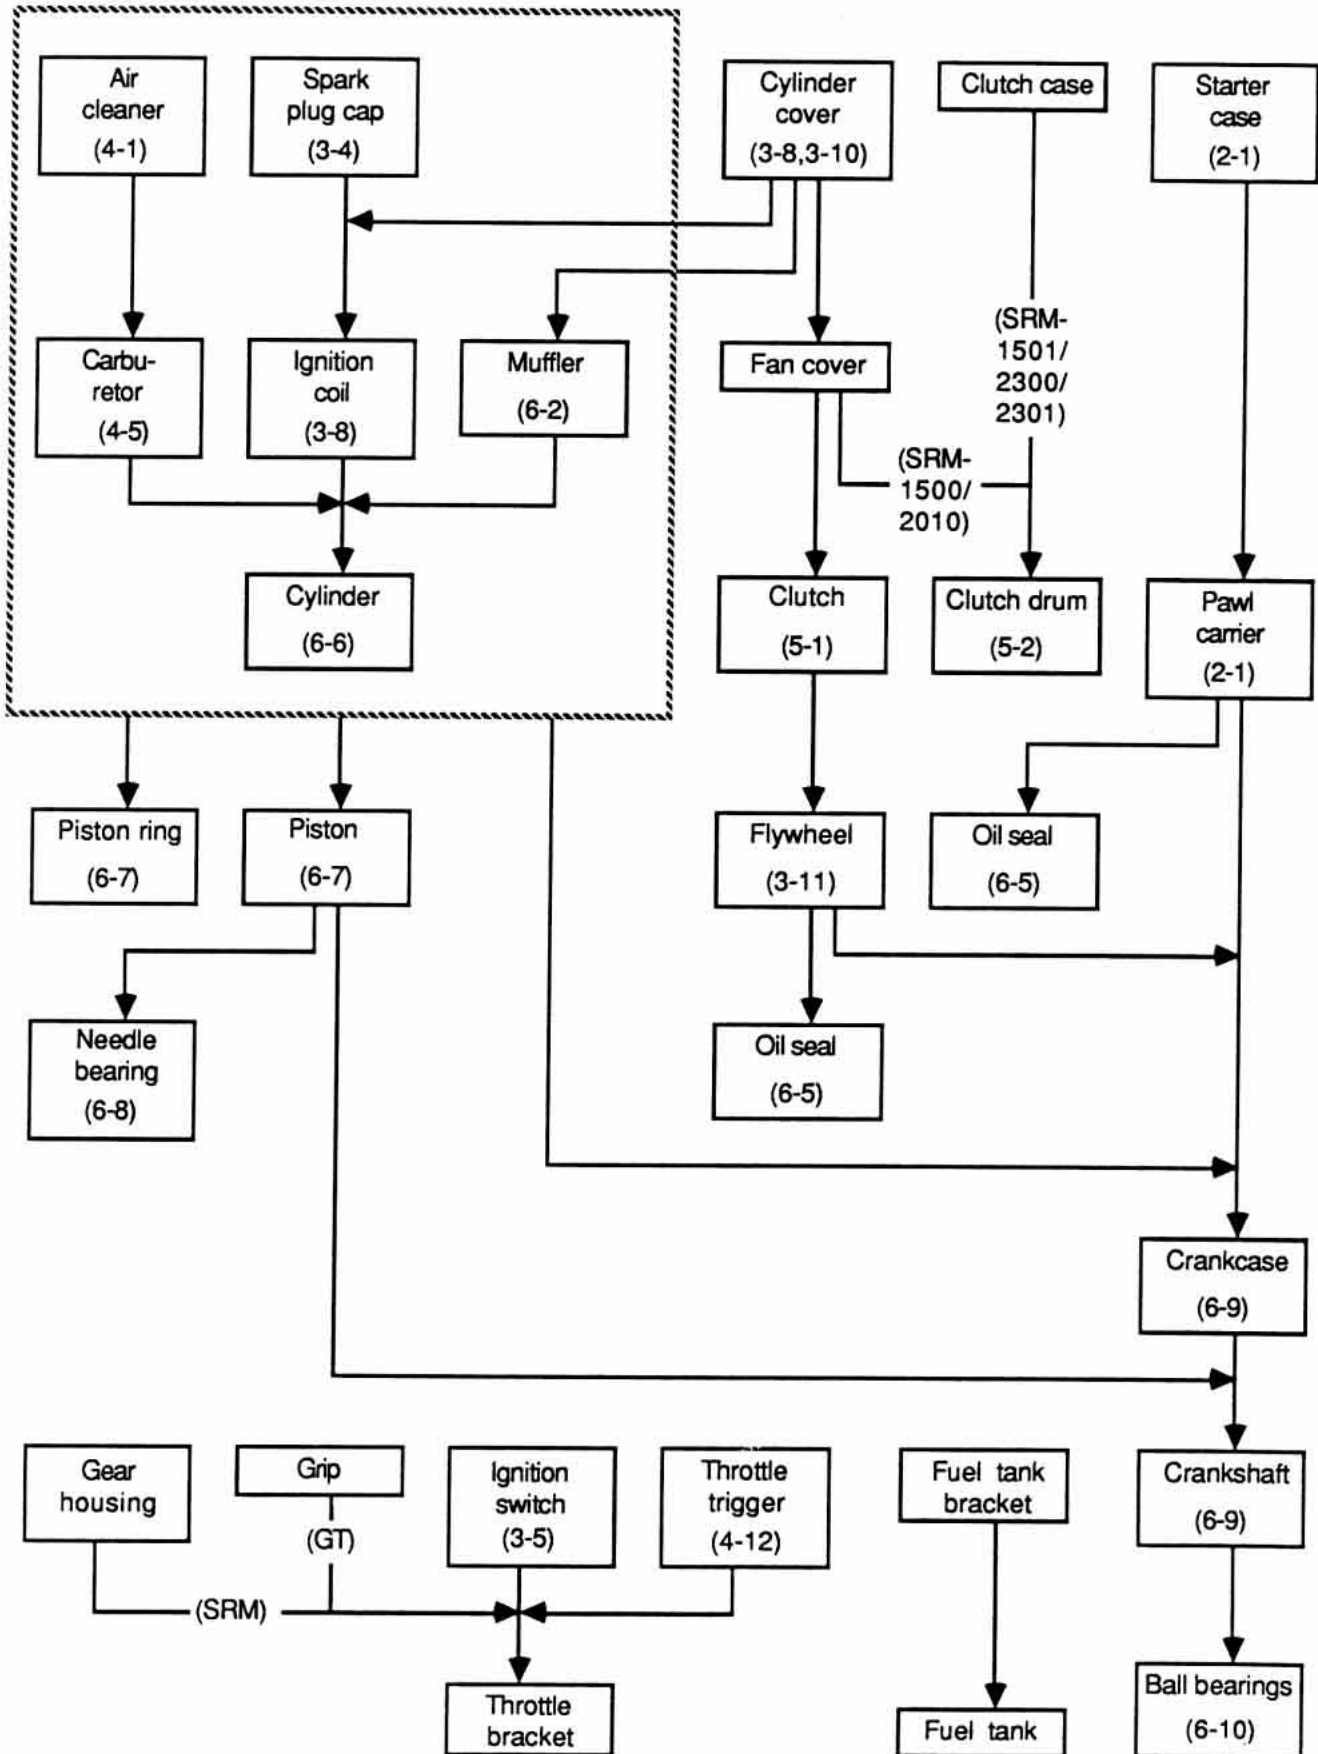 Air
cleaner
(4-1)
Spark
plug cap
(3-4)
Cylinder
cover
(3-8,3-10)
Clutch case
Starter
case
(2-1)
(SRM-
1501/
2300/
2301)
Carbu-
retor
(4-5)
Ignition
coil
(3-8)
Muffler
(6-2)
Fan cover
(SRM-
1500/
2010)
Cylinder
(6-6)
Clutch
(5-1)
Clutch drum
(5-2)
Pawl
carrier
(2-1)
Piston ring
(6-7)
Piston
(6-7)
Flywheel
(3-11)
Oil seal
(6-5)
Needle
bearing
(6-8)
Oil seal
(6-5)
Crankcase
(6-9)
Gear
housing
Grip
(GT)
Ignition
switch
(3-5)
Throttle
trigger
(4-12)
Fuel tank
bracket
Crankshaft
(6-9)
(SRM)
Throttle
bracket
Fuel tank
Ball bearings
(6-10)